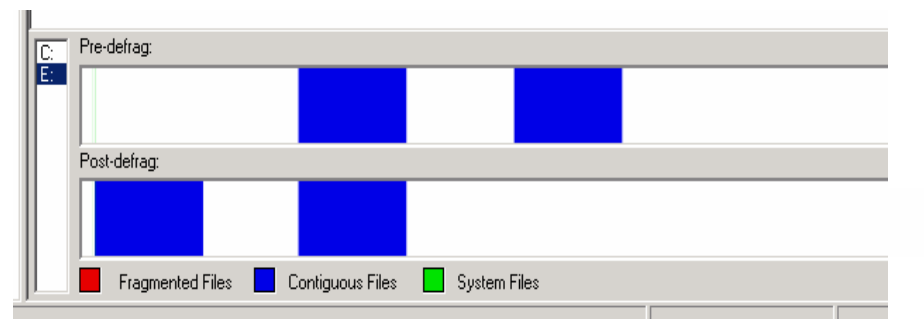 C:
E:
Pre-defrag:
Post-defrag:
Fragmented Files Contiguous Files System Files